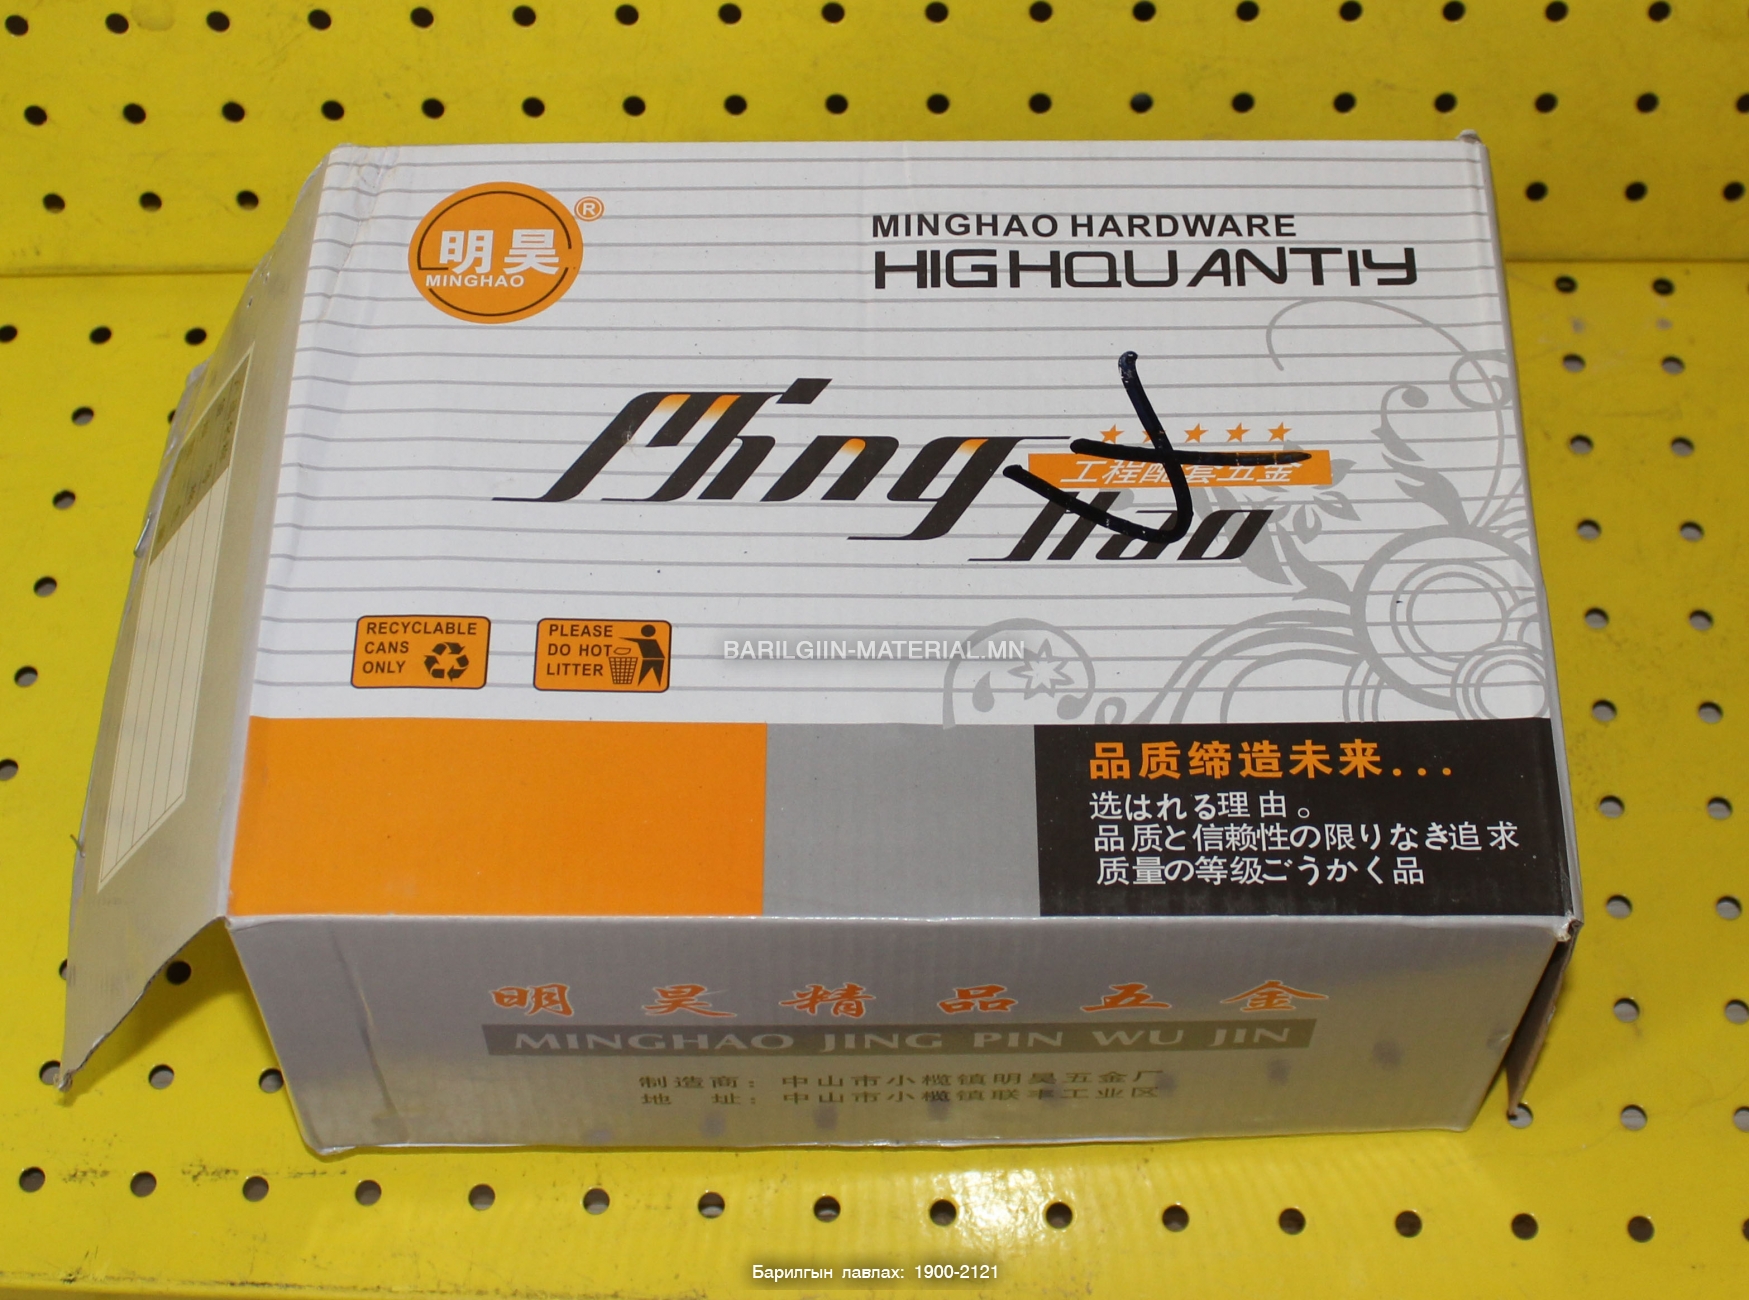 明昊
MINGHAO
®
MINGHAO HARDWARE
HIGHQUANTIY
Ming
工程配套五金
Hao
RECYCLABLE
CANS
ONLY
PLEASE
DO HOT
LITTER
BARILGIIN-MATERIAL.MN
品质缔造未来...
选はれる理由。
品质と信赖性の限りなき追求
质量の等级ごうかく品
明昊精品五金
MINGHAO JING PIN WU JIN
制造商：中山市小榄镇明昊五金厂
地 址：中山市小榄镇联丰工业区
Барилгын лавлах: 1900-2121